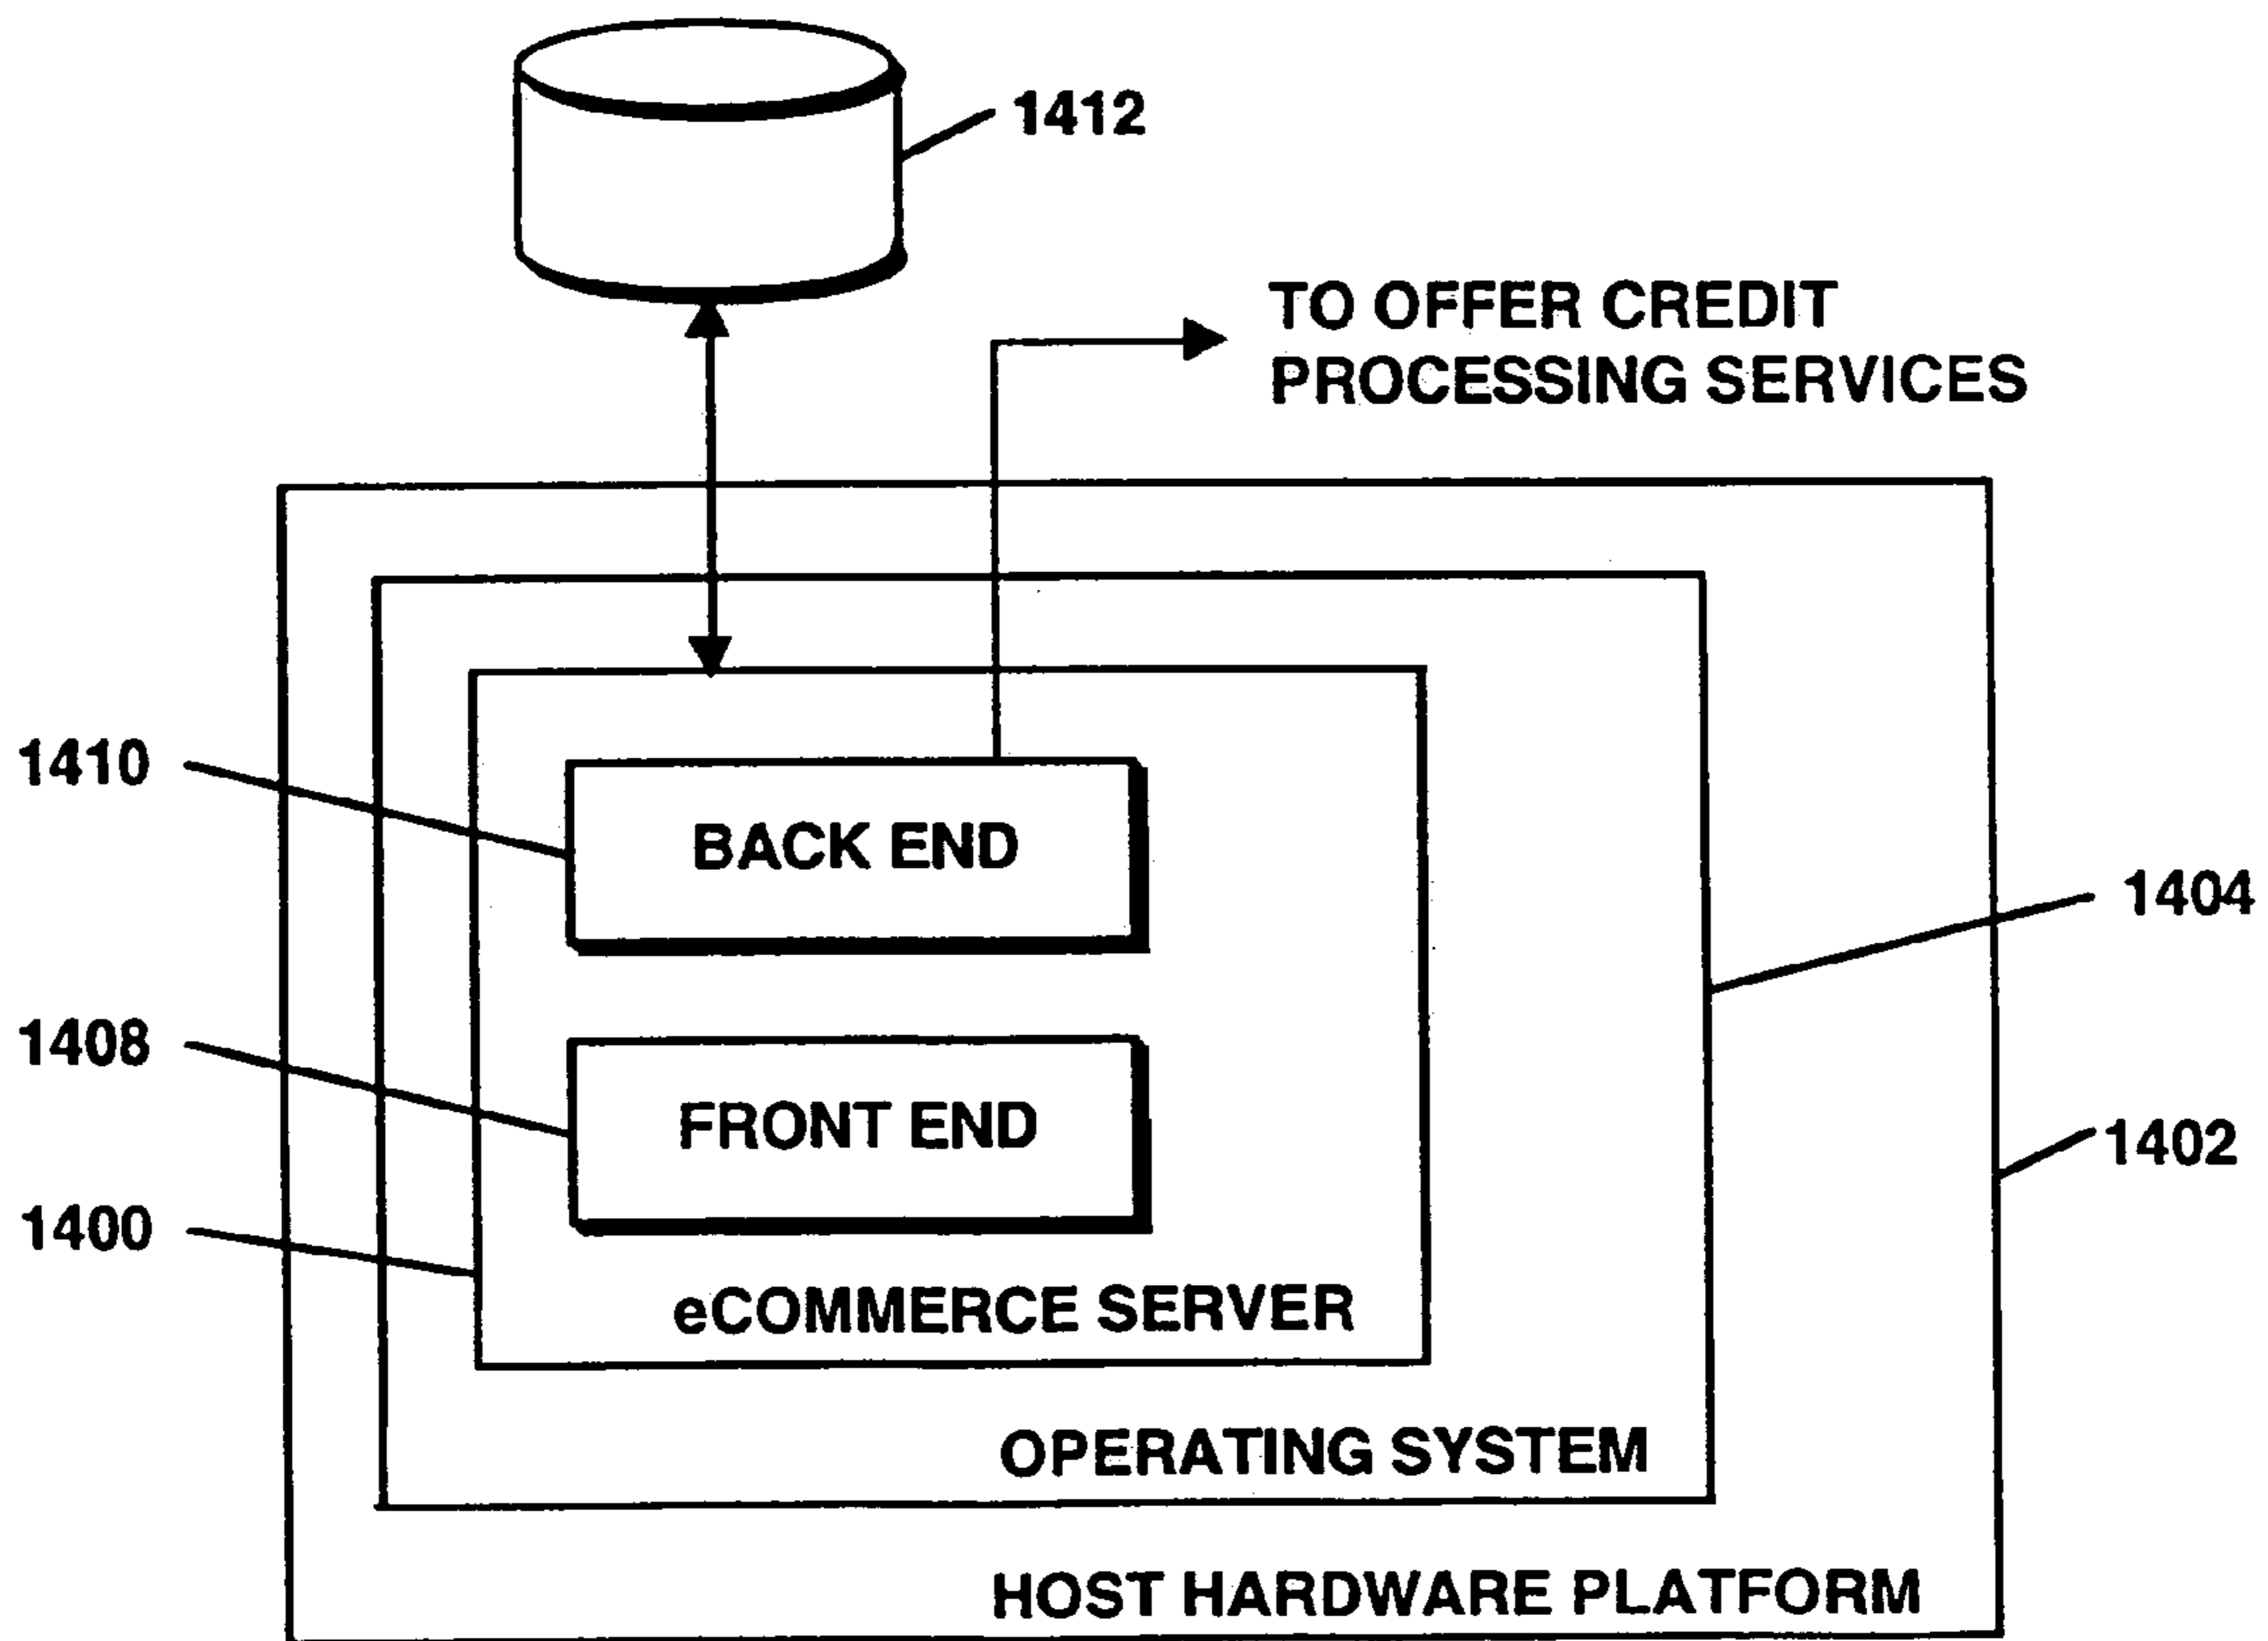 1412
TO OFFER CREDIT
PROCESSING SERVICES
1410
BACK END
1404
1408
FRONT END
1402
1400
eCOMMERCE SERVER
OPERATING SYSTEM
HOST HARDWARE PLATFORM